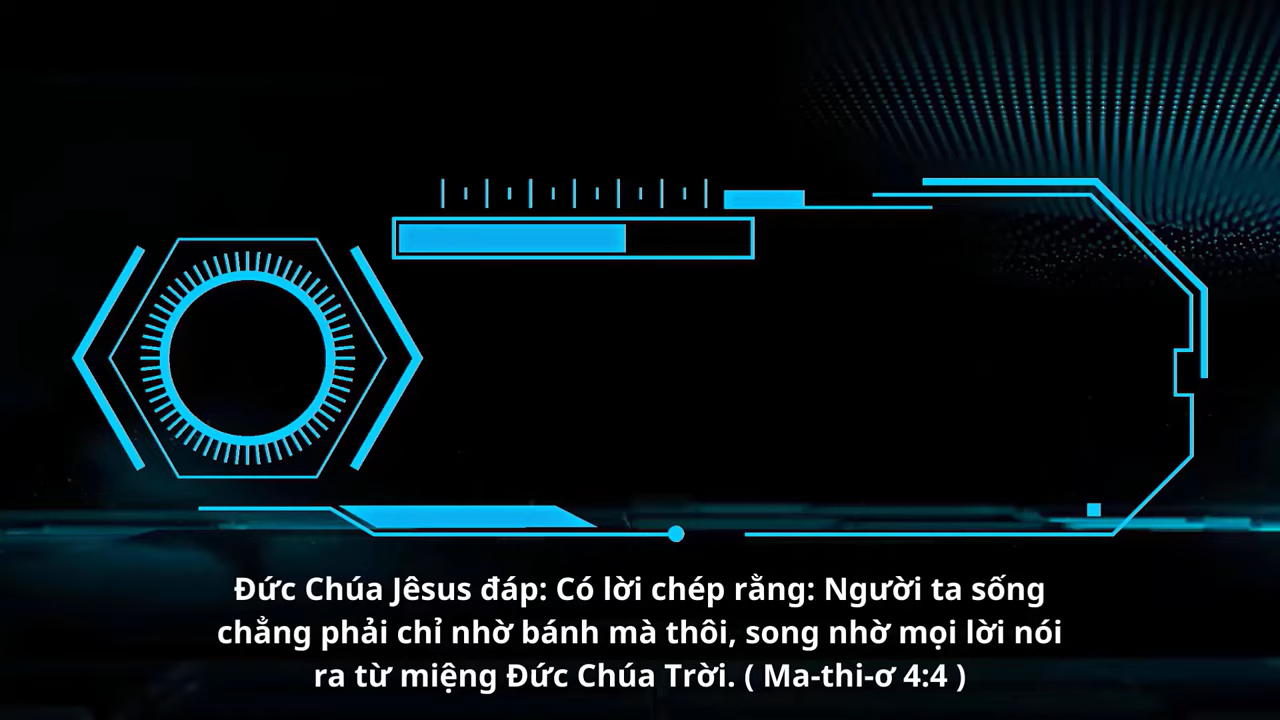 Đức Chúa Jêsus đáp: Có lời chép rằng: Người ta sống
chẳng phải chỉ nhờ bánh mà thôi, song nhờ mọi lời nói
ra từ miệng Đức Chúa Trời. ( Ma-thi-ơ 4:4 )